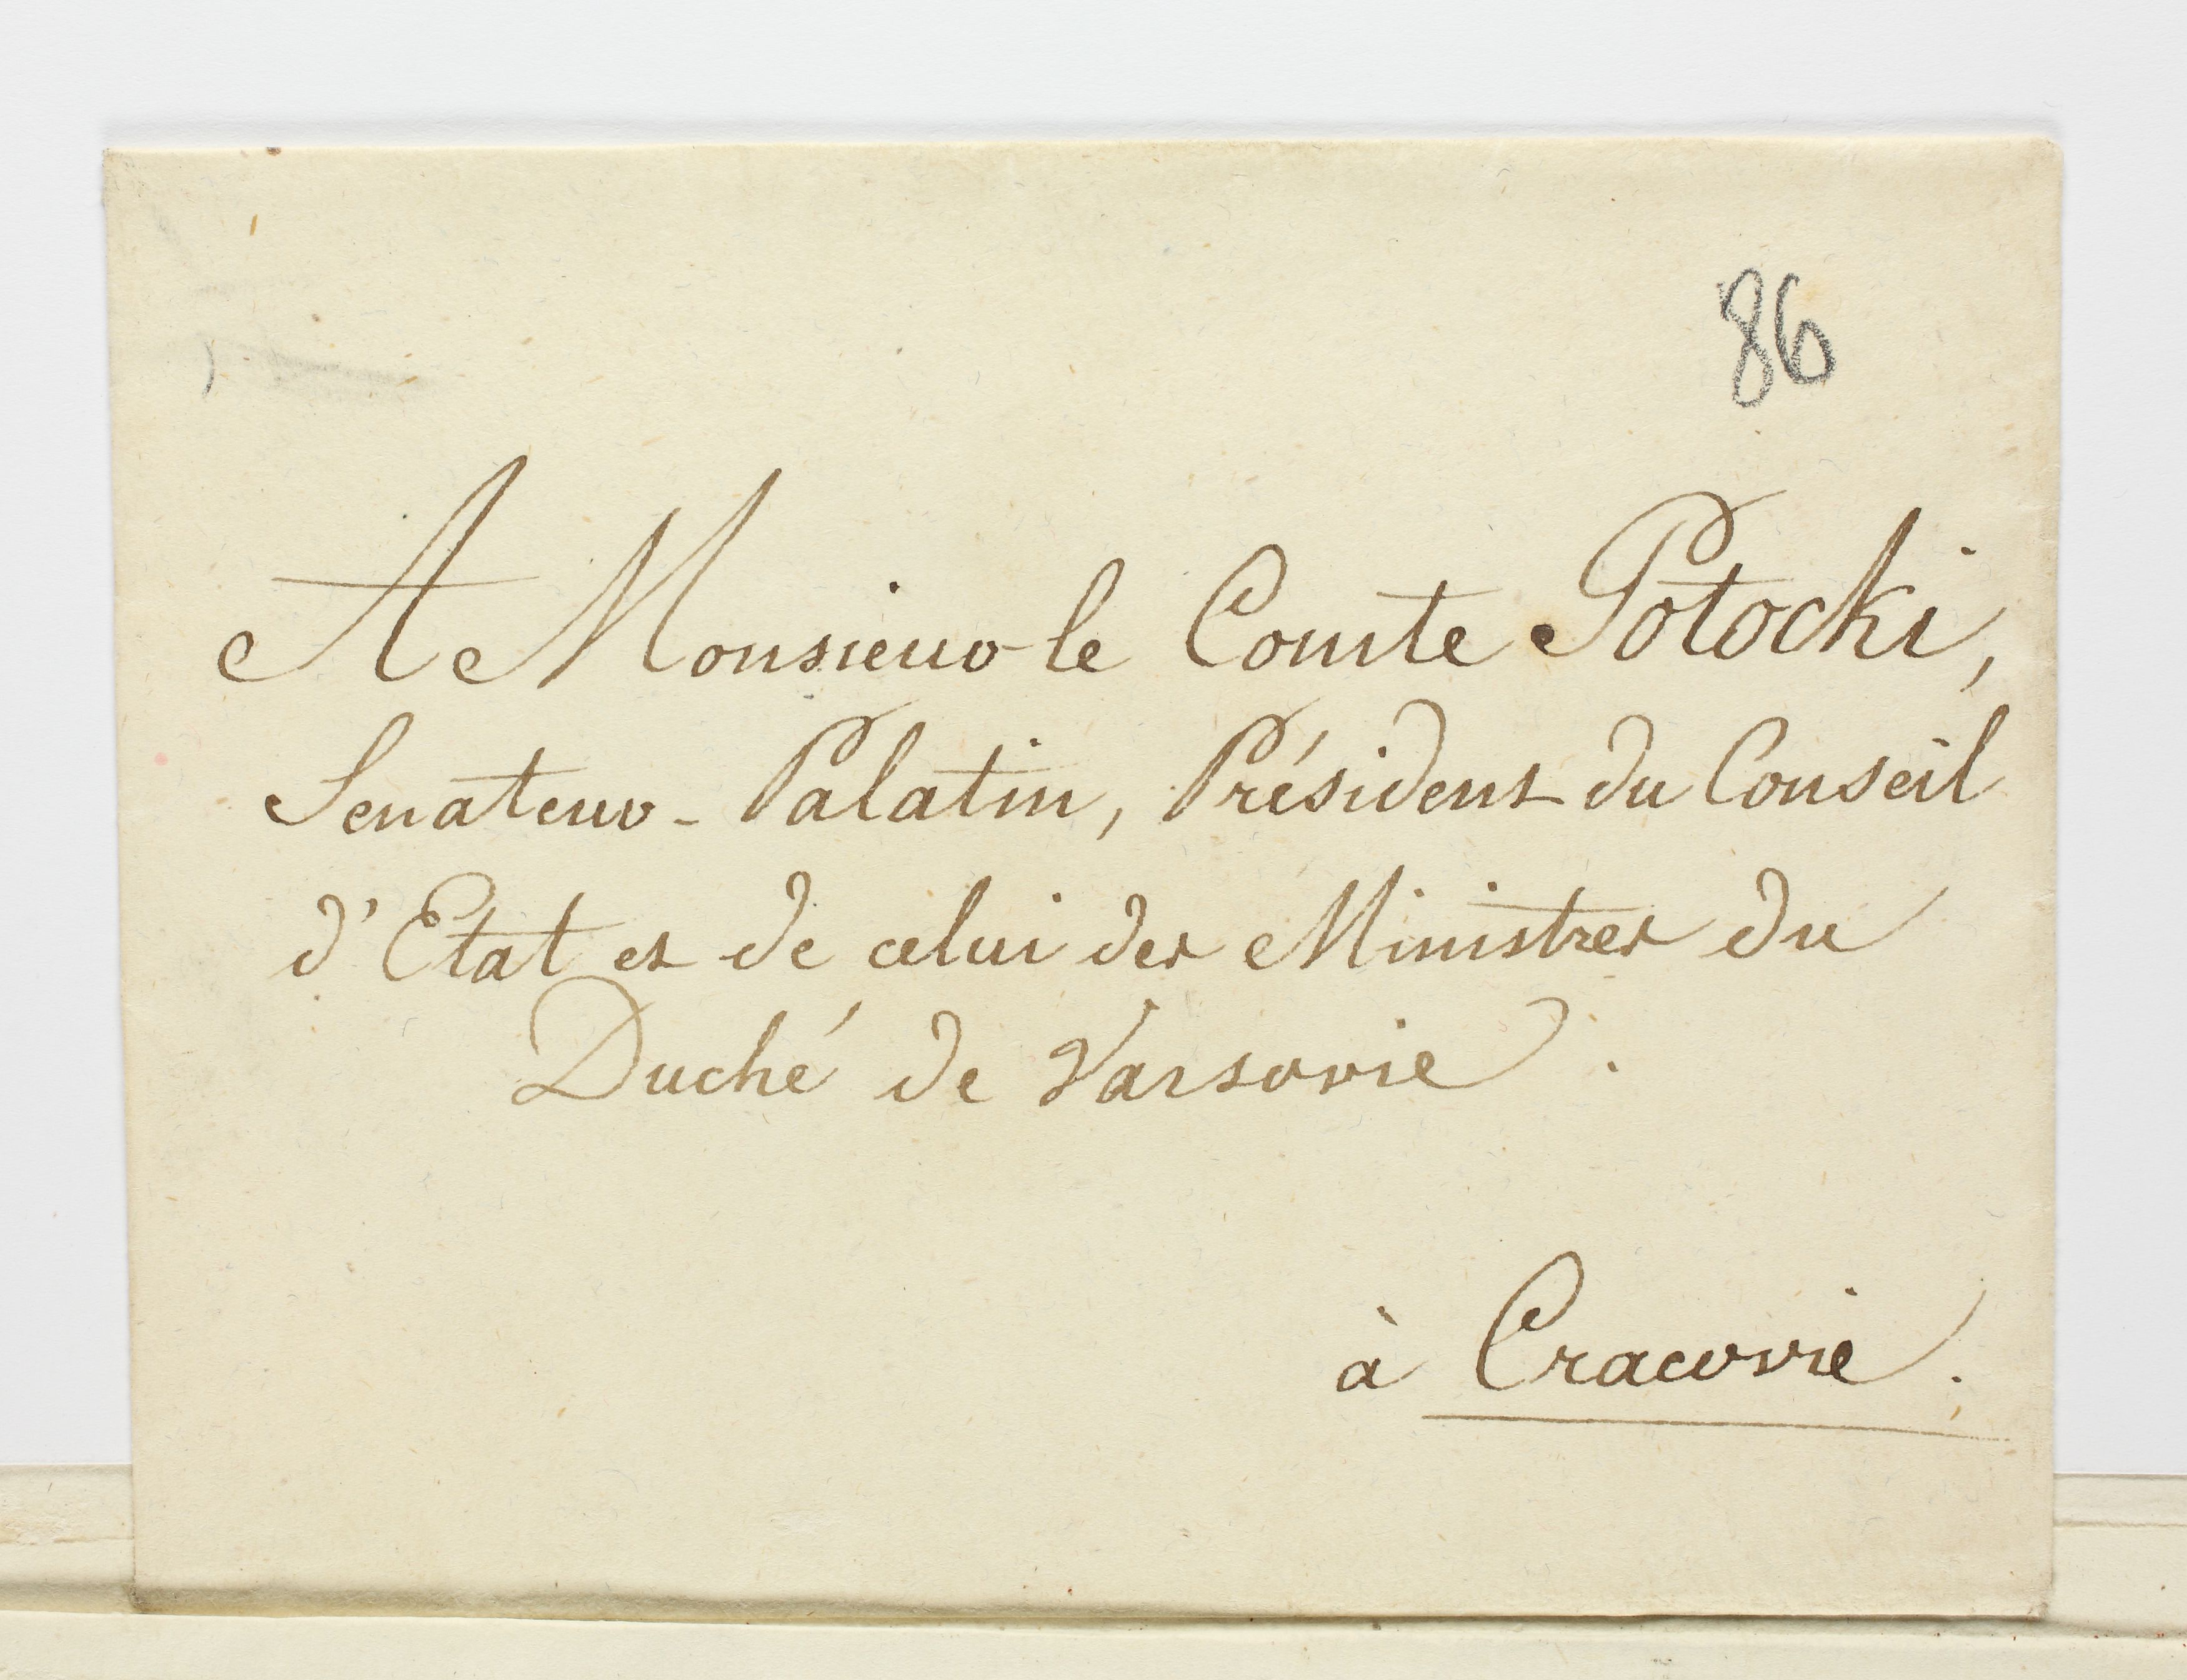 86
A Monsieur le Comte Potocki,
Senateur - Palatin, Président du Conseil
d'Etat et de celui des Ministres du
Duché de Varsovie.
à Cracovie.